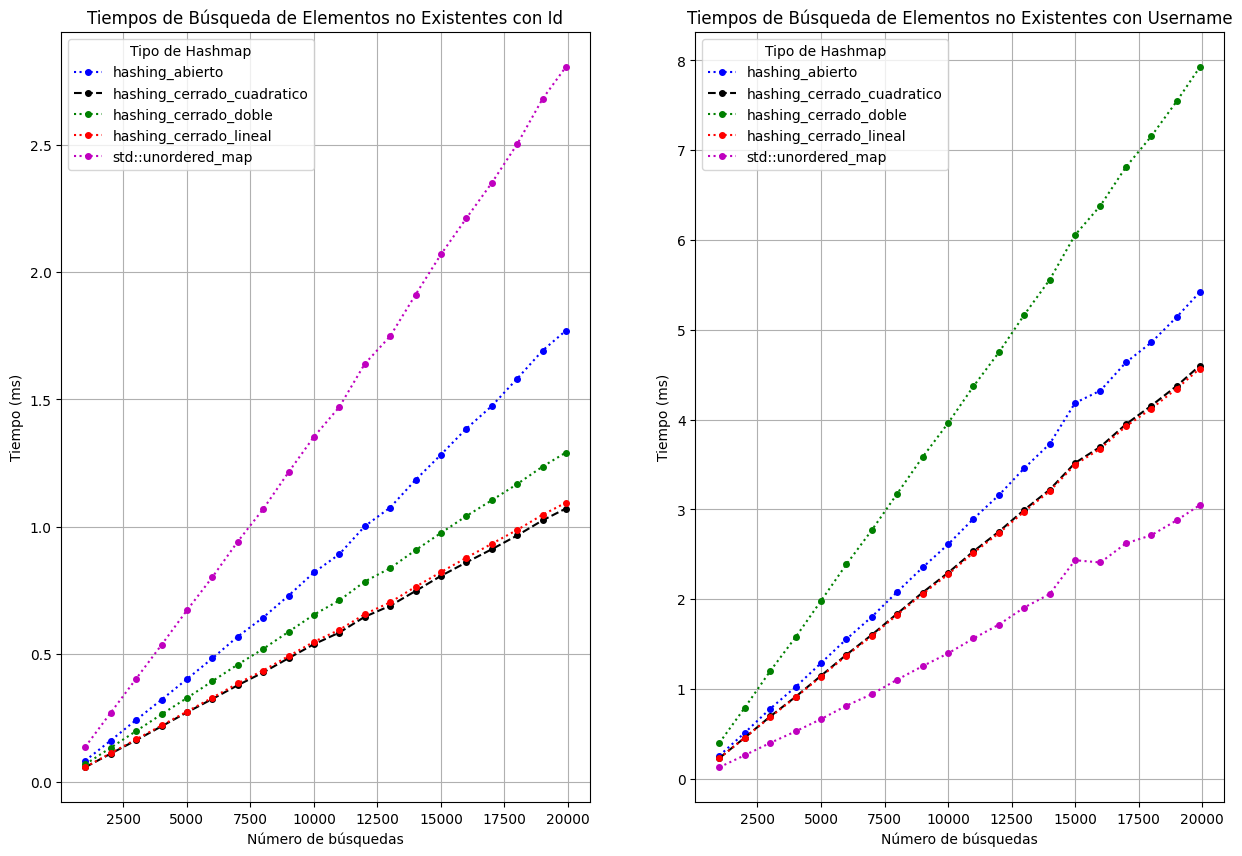 Tiempos de Búsqueda de Elementos no Existentes con Id
Tipo de Hashmap
hashing_abierto
hashing_cerrado_cuadratico
hashing_cerrado_doble
hashing_cerrado_lineal
std::unordered_map
2.5
2.0
1.5
1.0
0.5
0.0
Tiempo (ms)
2500 5000 7500 10000 12500 15000 17500 20000
Número de búsquedas
Tiempos de Búsqueda de Elementos no Existentes con Username
Tipo de Hashmap
hashing_abierto
hashing_cerrado_cuadratico
hashing_cerrado_doble
hashing_cerrado_lineal
std::unordered_map
8
7
6
5
4
3
2
1
0
Tiempo (ms)
2500 5000 7500 10000 12500 15000 17500 20000
Número de búsquedas